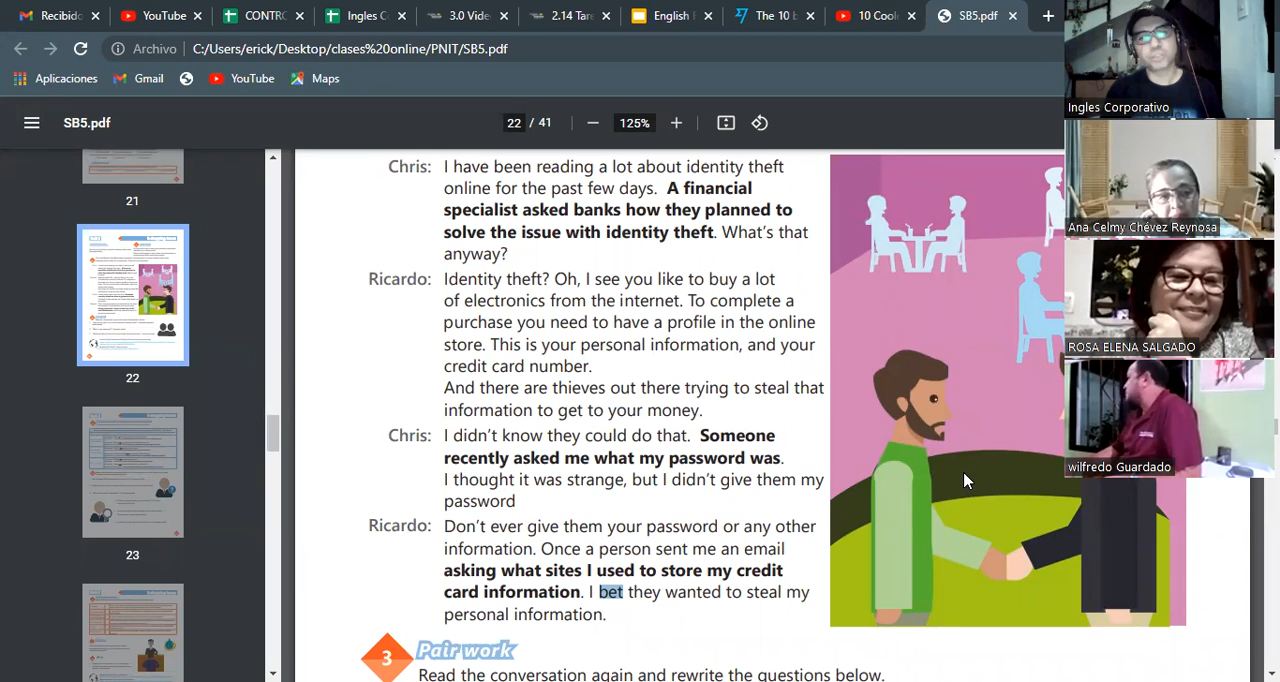 Recibido
YouTube
CONTRC
Ingles C
3.0 Vide
2.14 Tare
English
The 10
10 Cool
SB5.pdf
Archivo
C:/Users/erick/Desktop/clases%20online/PNIT/SB5.pdf
Aplicaciones
Gmail
YouTube
Maps
SB5.pdf
22 / 41
125%
21
22
23
Chris: I have been reading a lot about identity theft
online for the past few days. A financial
specialist asked banks how they planned to
solve the issue with identity theft. What's that
anyway?
Ricardo: Identity theft? Oh, I see you like to buy a lot
of electronics from the internet. To complete a
purchase you need to have a profile in the online
store. This is your personal information, and your
credit card number.
And there are thieves out there trying to steal that
information to get to your money.
Chris: I didn't know they could do that. Someone
recently asked me what my password was.
I thought it was strange, but I didn't give them my
password
Ricardo: Don't ever give them your password or any other
information. Once a person sent me an email
asking what sites I used to store my credit
card information. I bet they wanted to steal my
personal information.
3 Pair work
Read the conversation again and rewrite the questions below.
Ingles Corporativo
Ana Celmy Chévez Reynosa
ROSA ELENA SALGADO
wilfredo Guardado